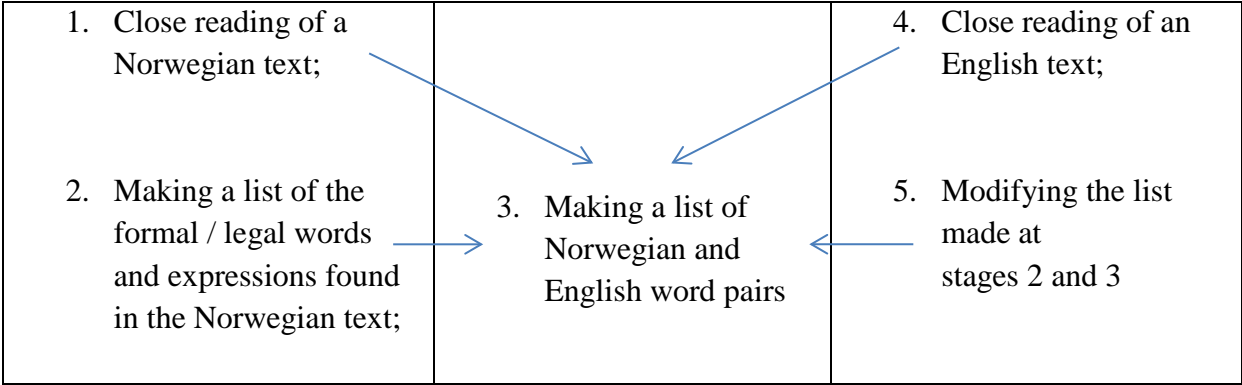 1. Close reading of a
Norwegian text;
2. Making a list of the
formal / legal words
and expressions found
in the Norwegian text;
3. Making a list of
Norwegian and
English word pairs
4. Close reading of an
English text;
5. Modifying the list
made at
stages 2 and 3